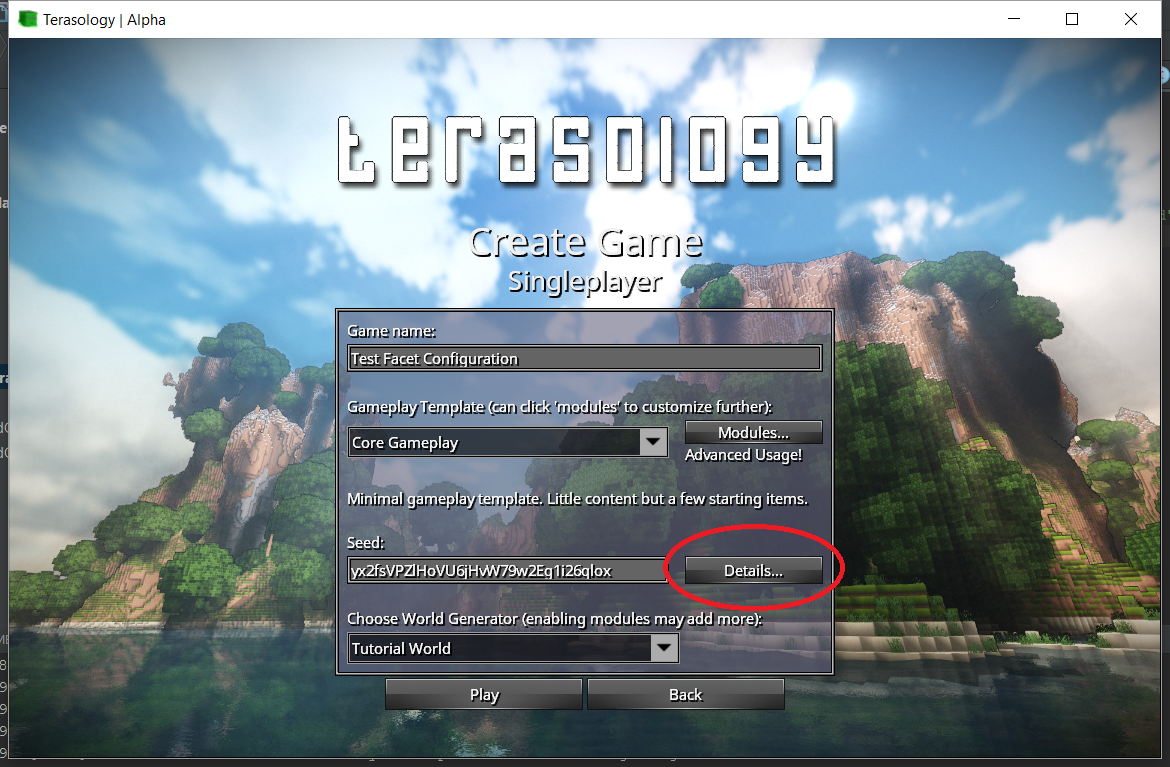 Terasology | Alpha
terasology
Create Game
Singleplayer
Game name:
Test Facet Configuration
Gameplay Template (can click 'modules' to customize further):
Core Gameplay
Modules...
Advanced Usage!
Minimal gameplay template. Little content but a few starting items.
Seed:
yx2fsVPZlHoVU6jHvW79w2Eq1i26qlox
Details...
Choose World Generator (enabling modules may add more):
Tutorial World
Play
Back